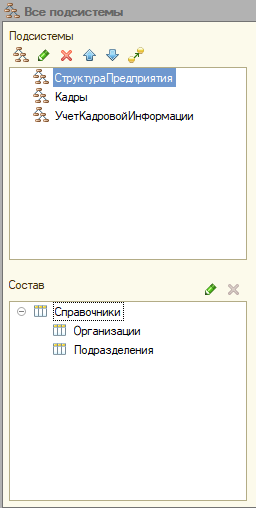 Все подсистемы
Подсистемы
СтруктураПредприятия
Кадры
УчетКадровойИнформации
Состав
Справочники
Организации
Подразделения